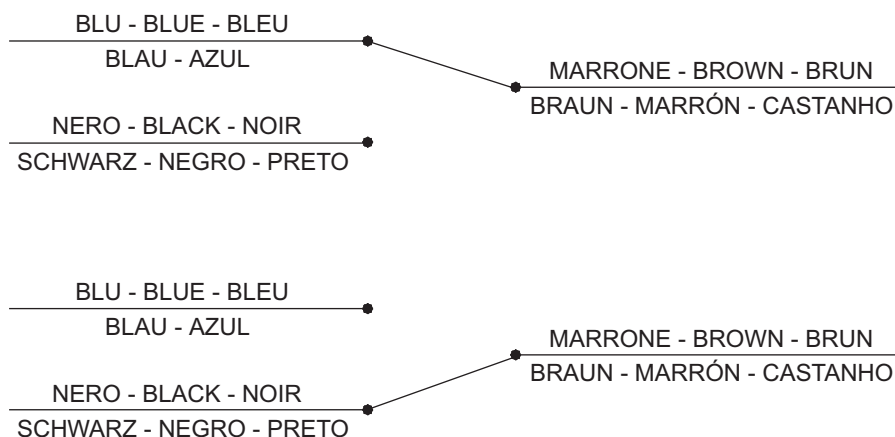 BLU - BLUE - BLEU
BLAU - AZUL
MARRONE - BROWN - BRUN
BRAUN - MARRÓN - CASTANHO
NERO - BLACK - NOIR
SCHWARZ - NEGRO - PRETO
BLU - BLUE - BLEU
BLAU - AZUL
MARRONE - BROWN - BRUN
BRAUN - MARRÓN - CASTANHO
NERO - BLACK - NOIR
SCHWARZ - NEGRO - PRETO